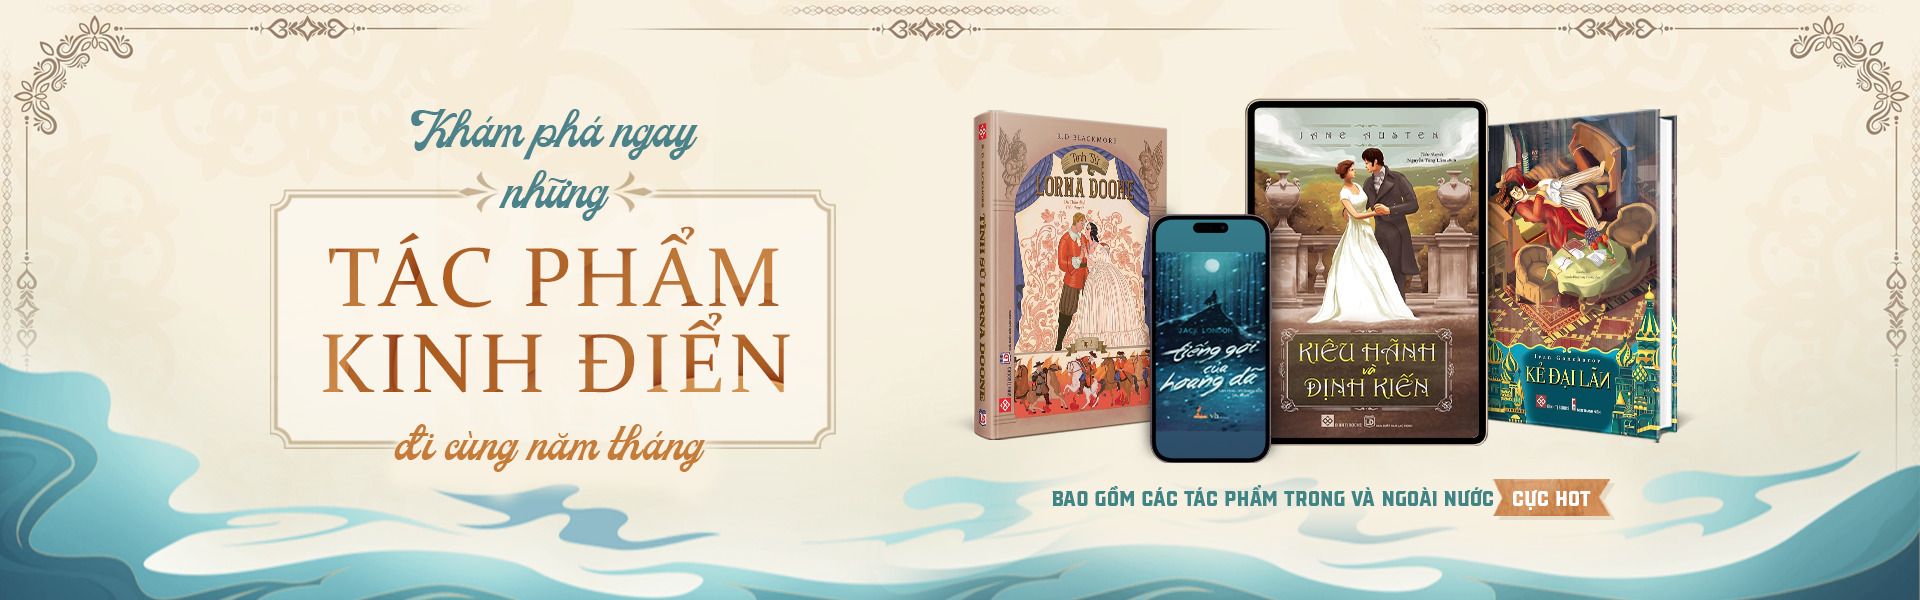 Khám phá ngay
những
TÁC PHẨM
KINH ĐIỂN
đi cùng năm tháng
R.D BLACKMORE
Tình Sử
LORNA DOONE
TÌNH SỬ LORNA DOONE
JACK LONDON
tiếng gọi
của
hoang dã
JANE AUSTEN
KIÊU HÃNH
và
ĐỊNH KIẾN
Ivan Goncharov
KẺ ĐẠI LÃN
BAO GỒM CÁC TÁC PHẨM TRONG VÀ NGOÀI NƯỚC CỰC HOT